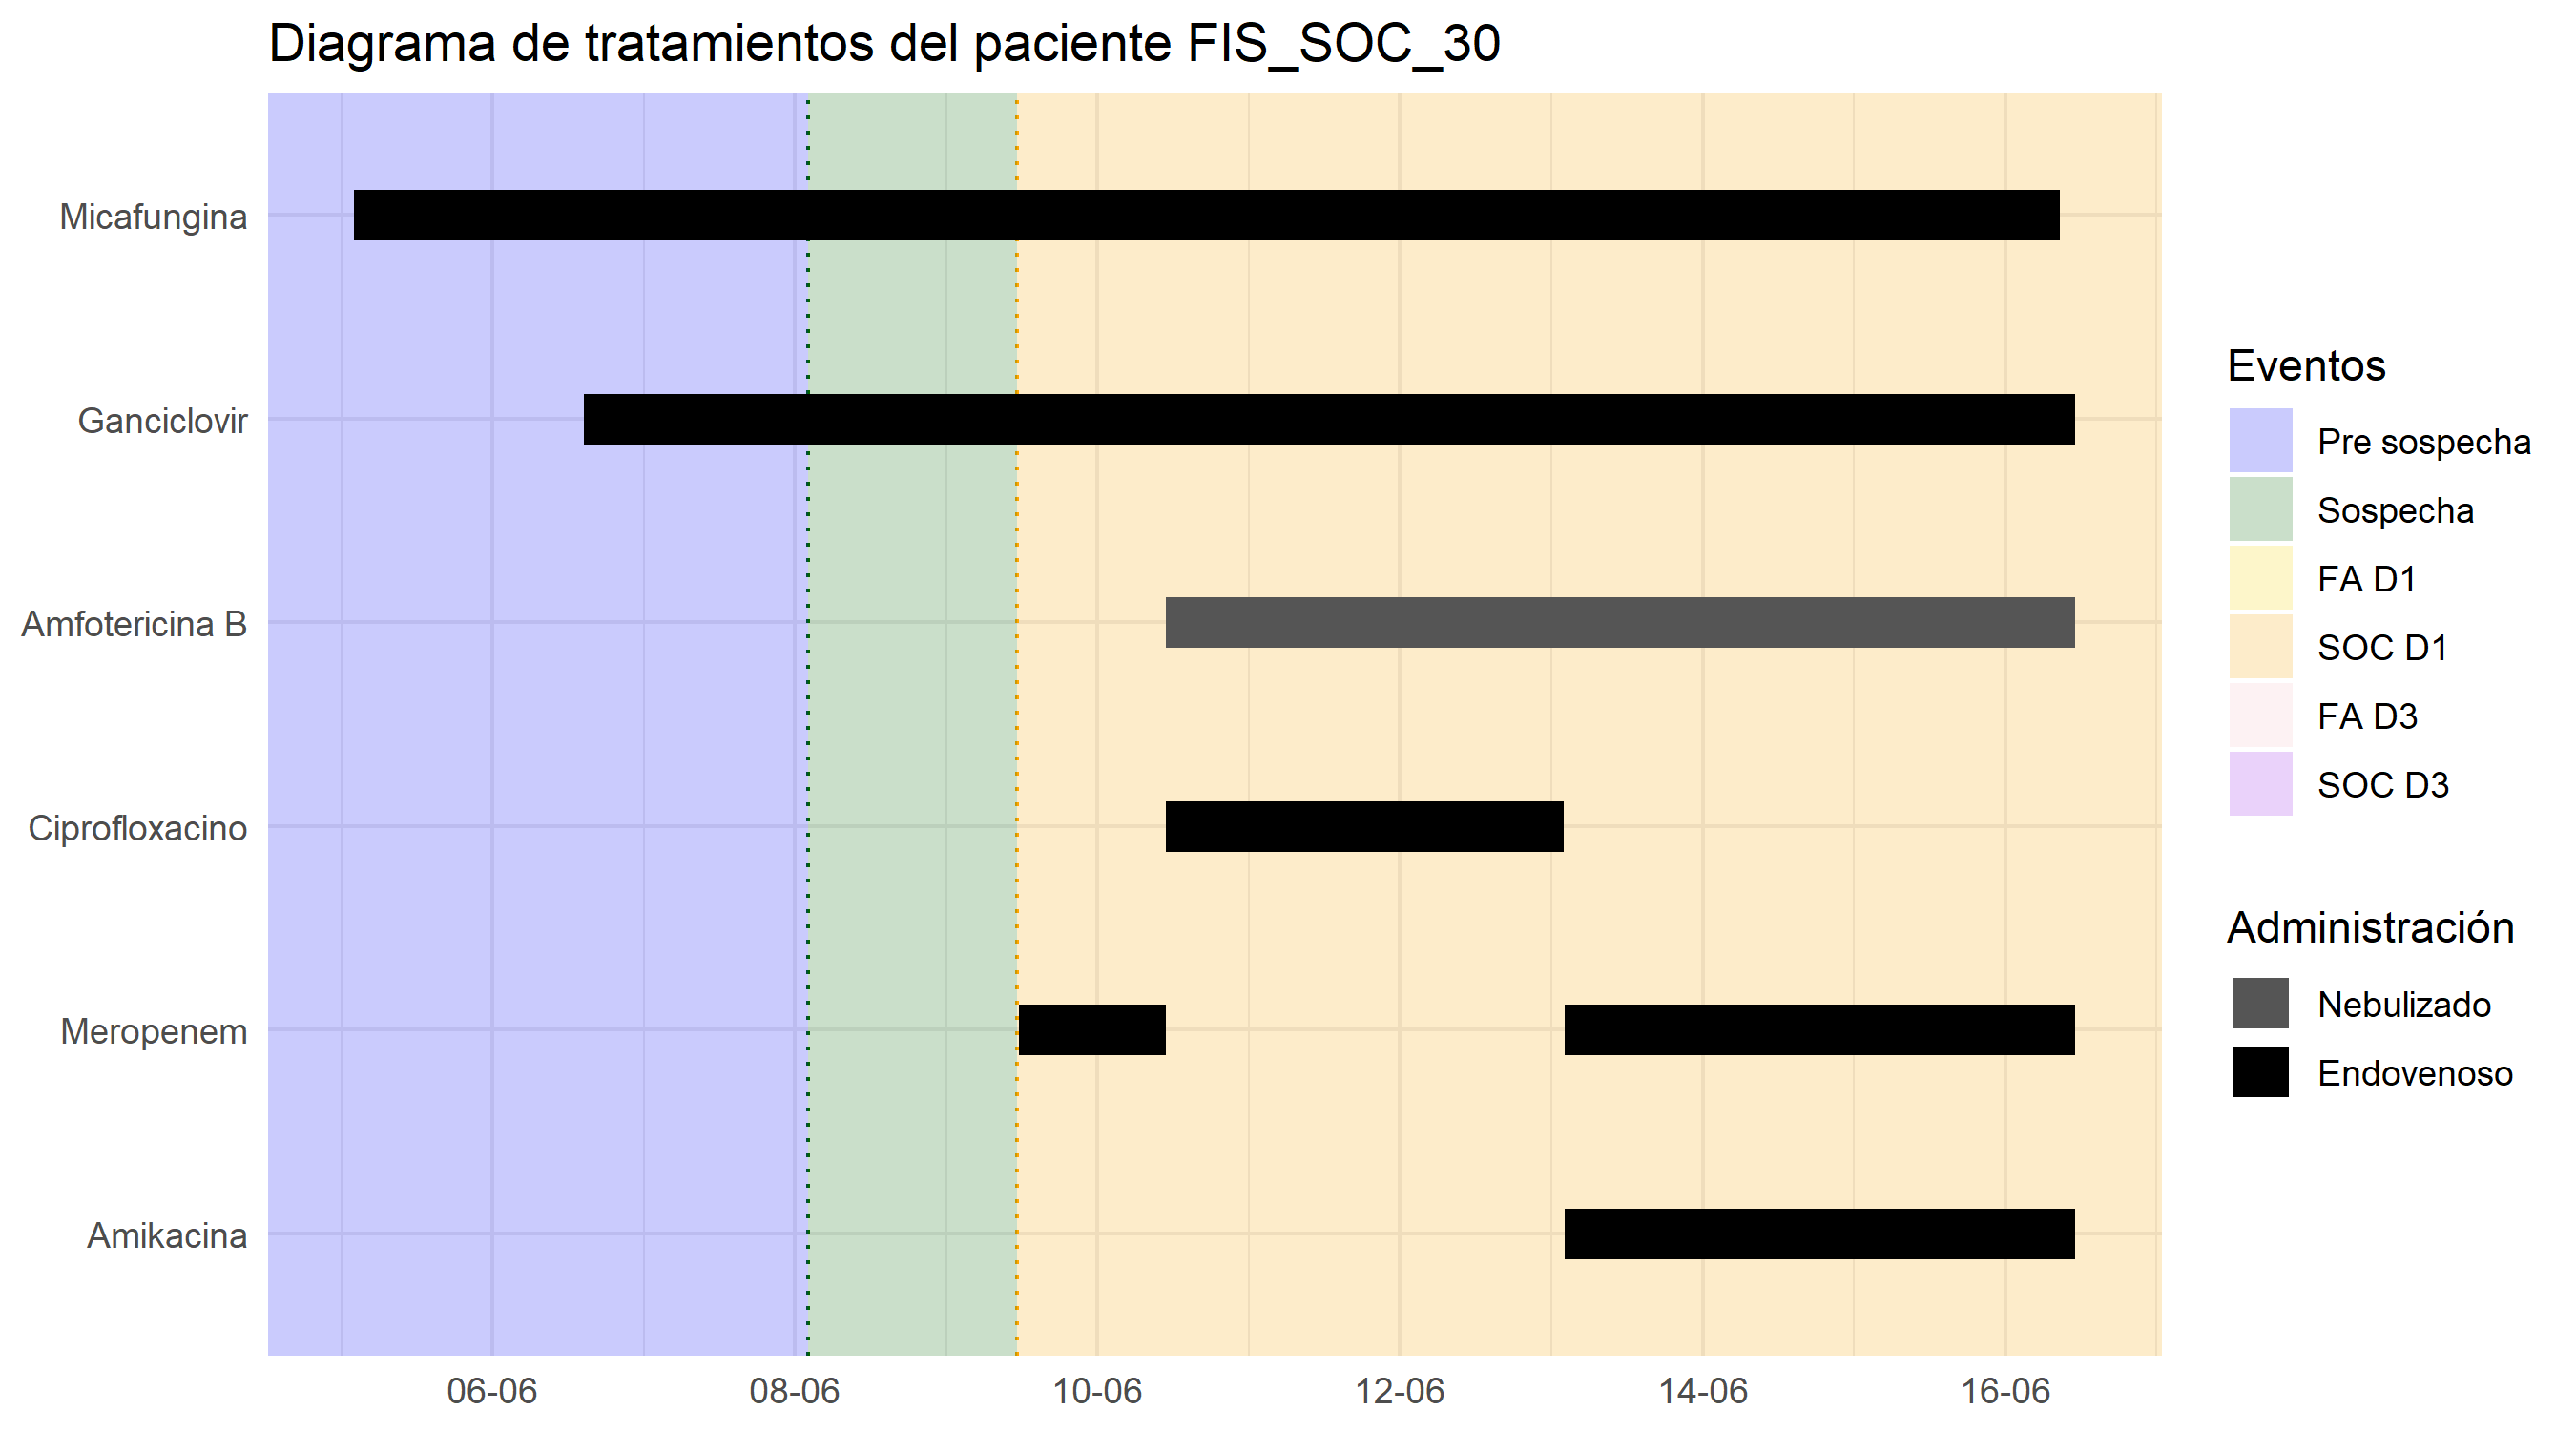 Diagrama de tratamientos del paciente FIS_SOC_30
Micafungina
Ganciclovir
Amfotericina B
Ciprofloxacino
Meropenem
Amikacina
06-06
08-06
10-06
12-06
14-06
16-06
Eventos
Pre sospecha
Sospecha
FA D1
SOC D1
FA D3
SOC D3
Administración
Nebulizado
Endovenoso